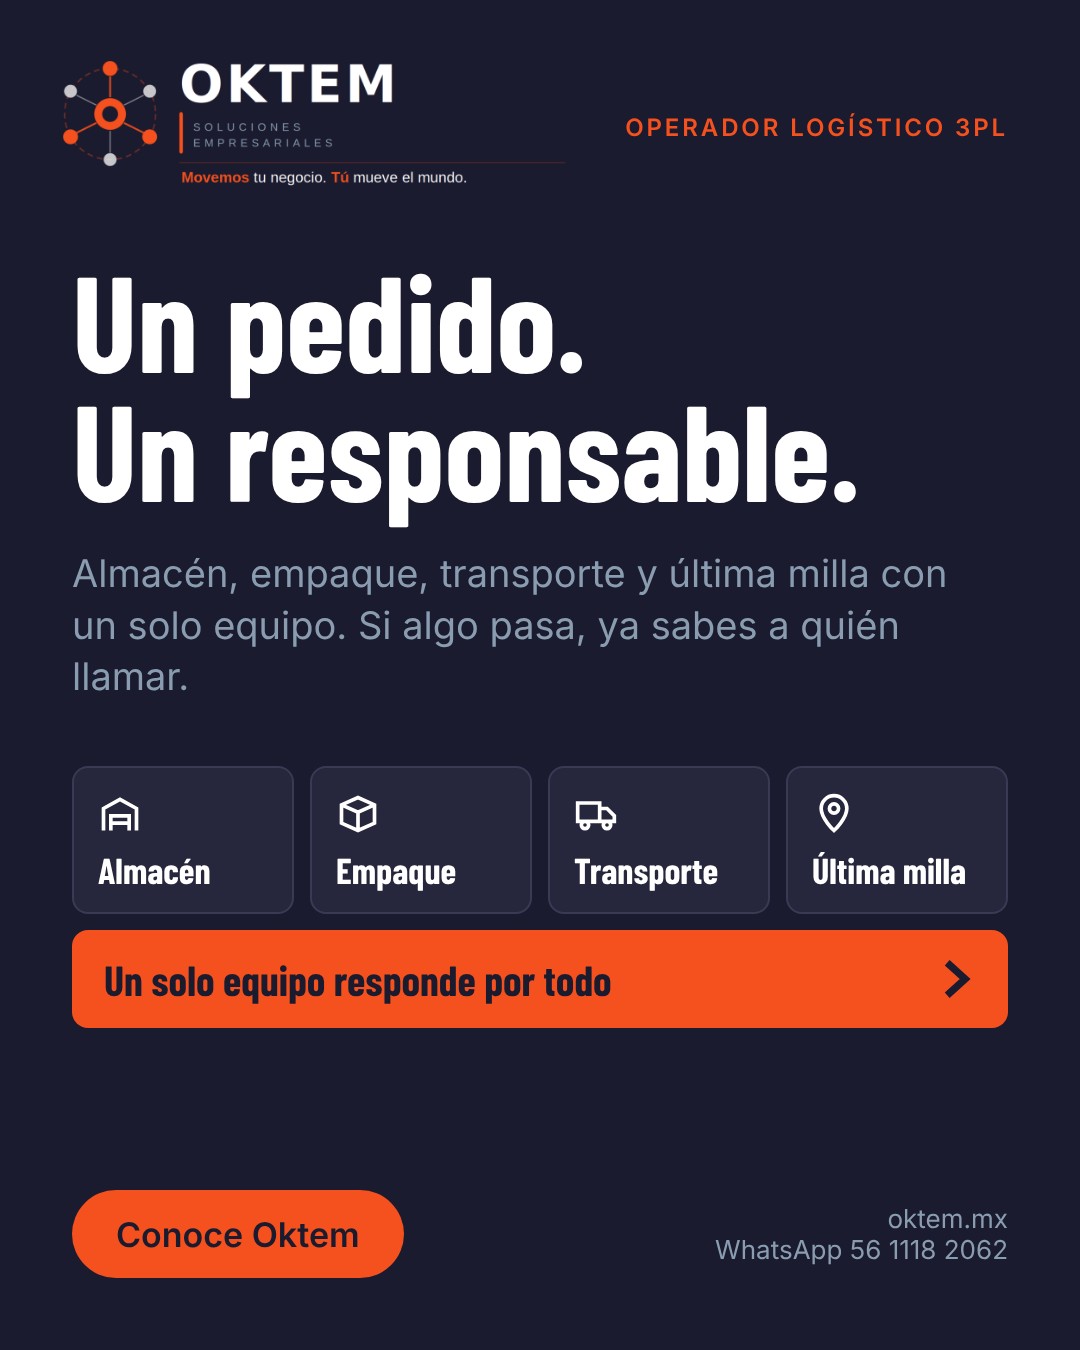 OKTEM
SOLUCIONES
EMPRESARIALES
Movemos tu negocio. Tú mueve el mundo.
OPERADOR LOGÍSTICO 3PL
Un pedido.
Un responsable.
Almacén, empaque, transporte y última milla con
un solo equipo. Si algo pasa, ya sabes a quién
llamar.
Almacén
Empaque
Transporte
Última milla
Un solo equipo responde por todo
Conoce Oktem
oktem.mx
WhatsApp 56 1118 2062